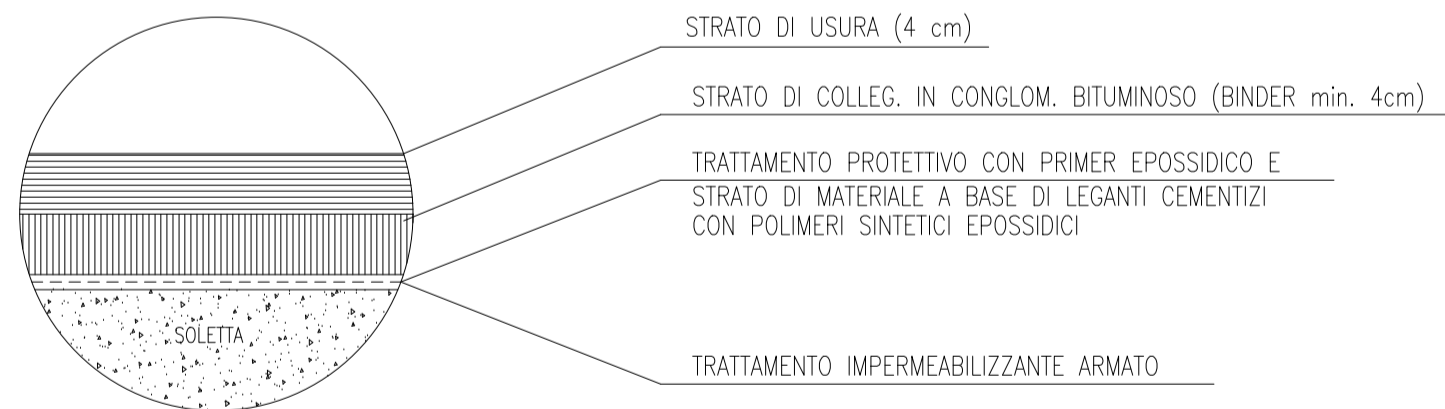 STRATO DI USURA (4 cm)
STRATO DI COLLEG. IN CONGLOM. BITUMINOSO (BINDER min. 4cm)
TRATTAMENTO PROTETTIVO CON PRIMER EPOSSIDICO E
STRATO DI MATERIALE A BASE DI LEGANTI CEMENTIZI
CON POLIMERI SINTETICI EPOSSIDICI
SOLETTA
TRATTAMENTO IMPERMEABILIZZANTE ARMATO